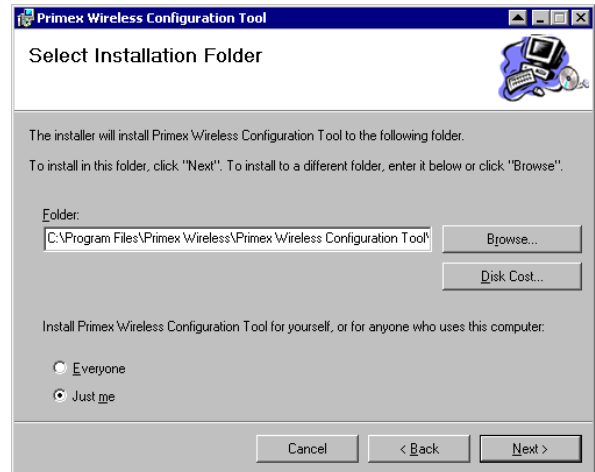 Primex Wireless Configuration Tool
Select Installation Folder
The installer will install Primex Wireless Configuration Tool to the following folder.
To install in this folder, click "Next". To install to a different folder, enter it below or click "Browse".
Folder:
C:\Program Files\Primex Wireless\Primex Wireless Configuration Tool\
Browse...
Disk Cost...
Install Primex Wireless Configuration Tool for yourself, or for anyone who uses this computer:
Everyone
Just me
Cancel
< Back
Next >